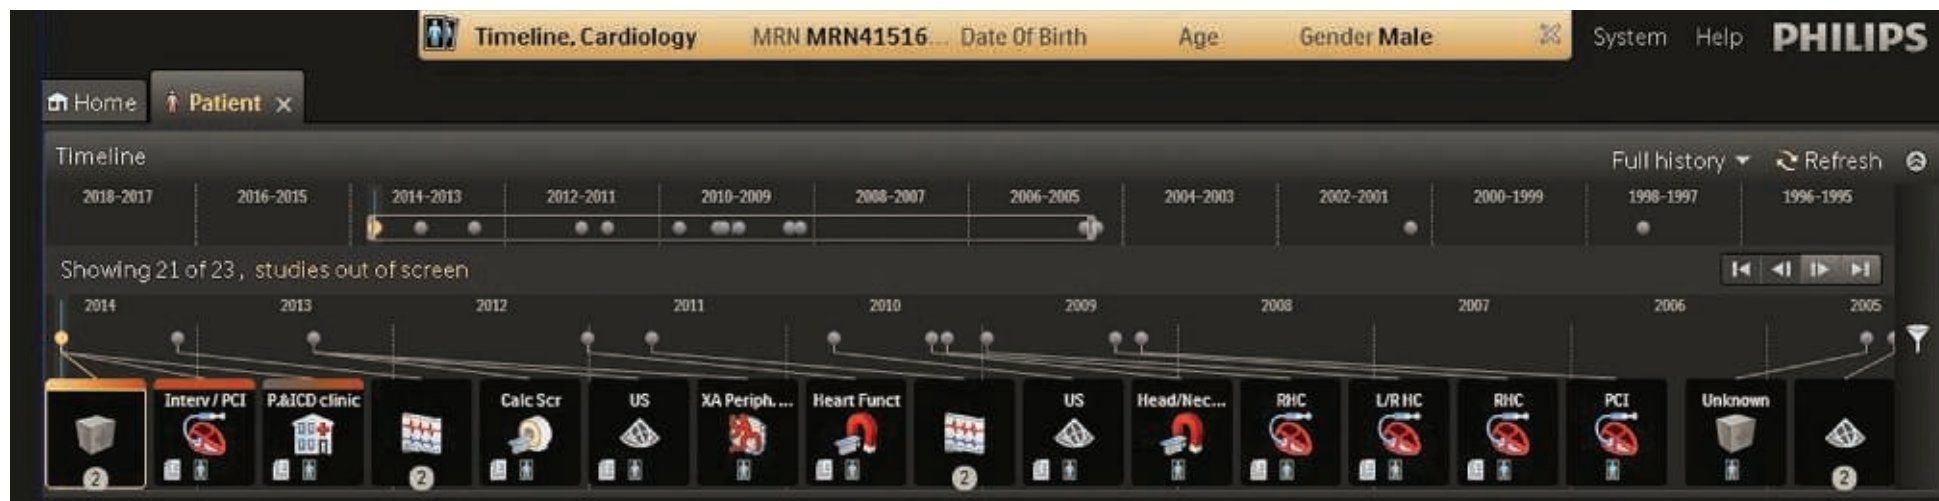 Timeline, Cardiology MRN MRN41516... Date Of Birth Age Gender Male System Help PHILIPS
Home Patient
Timeline Full history Refresh
2018-2017 2016-2015 2014-2013 2012-2011 2010-2009 2008-2007 2006-2005 2004-2003 2002-2001 2000-1999 1998-1997 1996-1995
Showing 21 of 23, studies out of screen
2014 2013 2012 2011 2010 2009 2008 2007 2006 2005
Interv / PCI P.&ICD clinic Calc Scr US XA Periph. ... Heart Funct US Head/Nec... RHC L/R HC RHC PCI Unknown
2 2 2 2